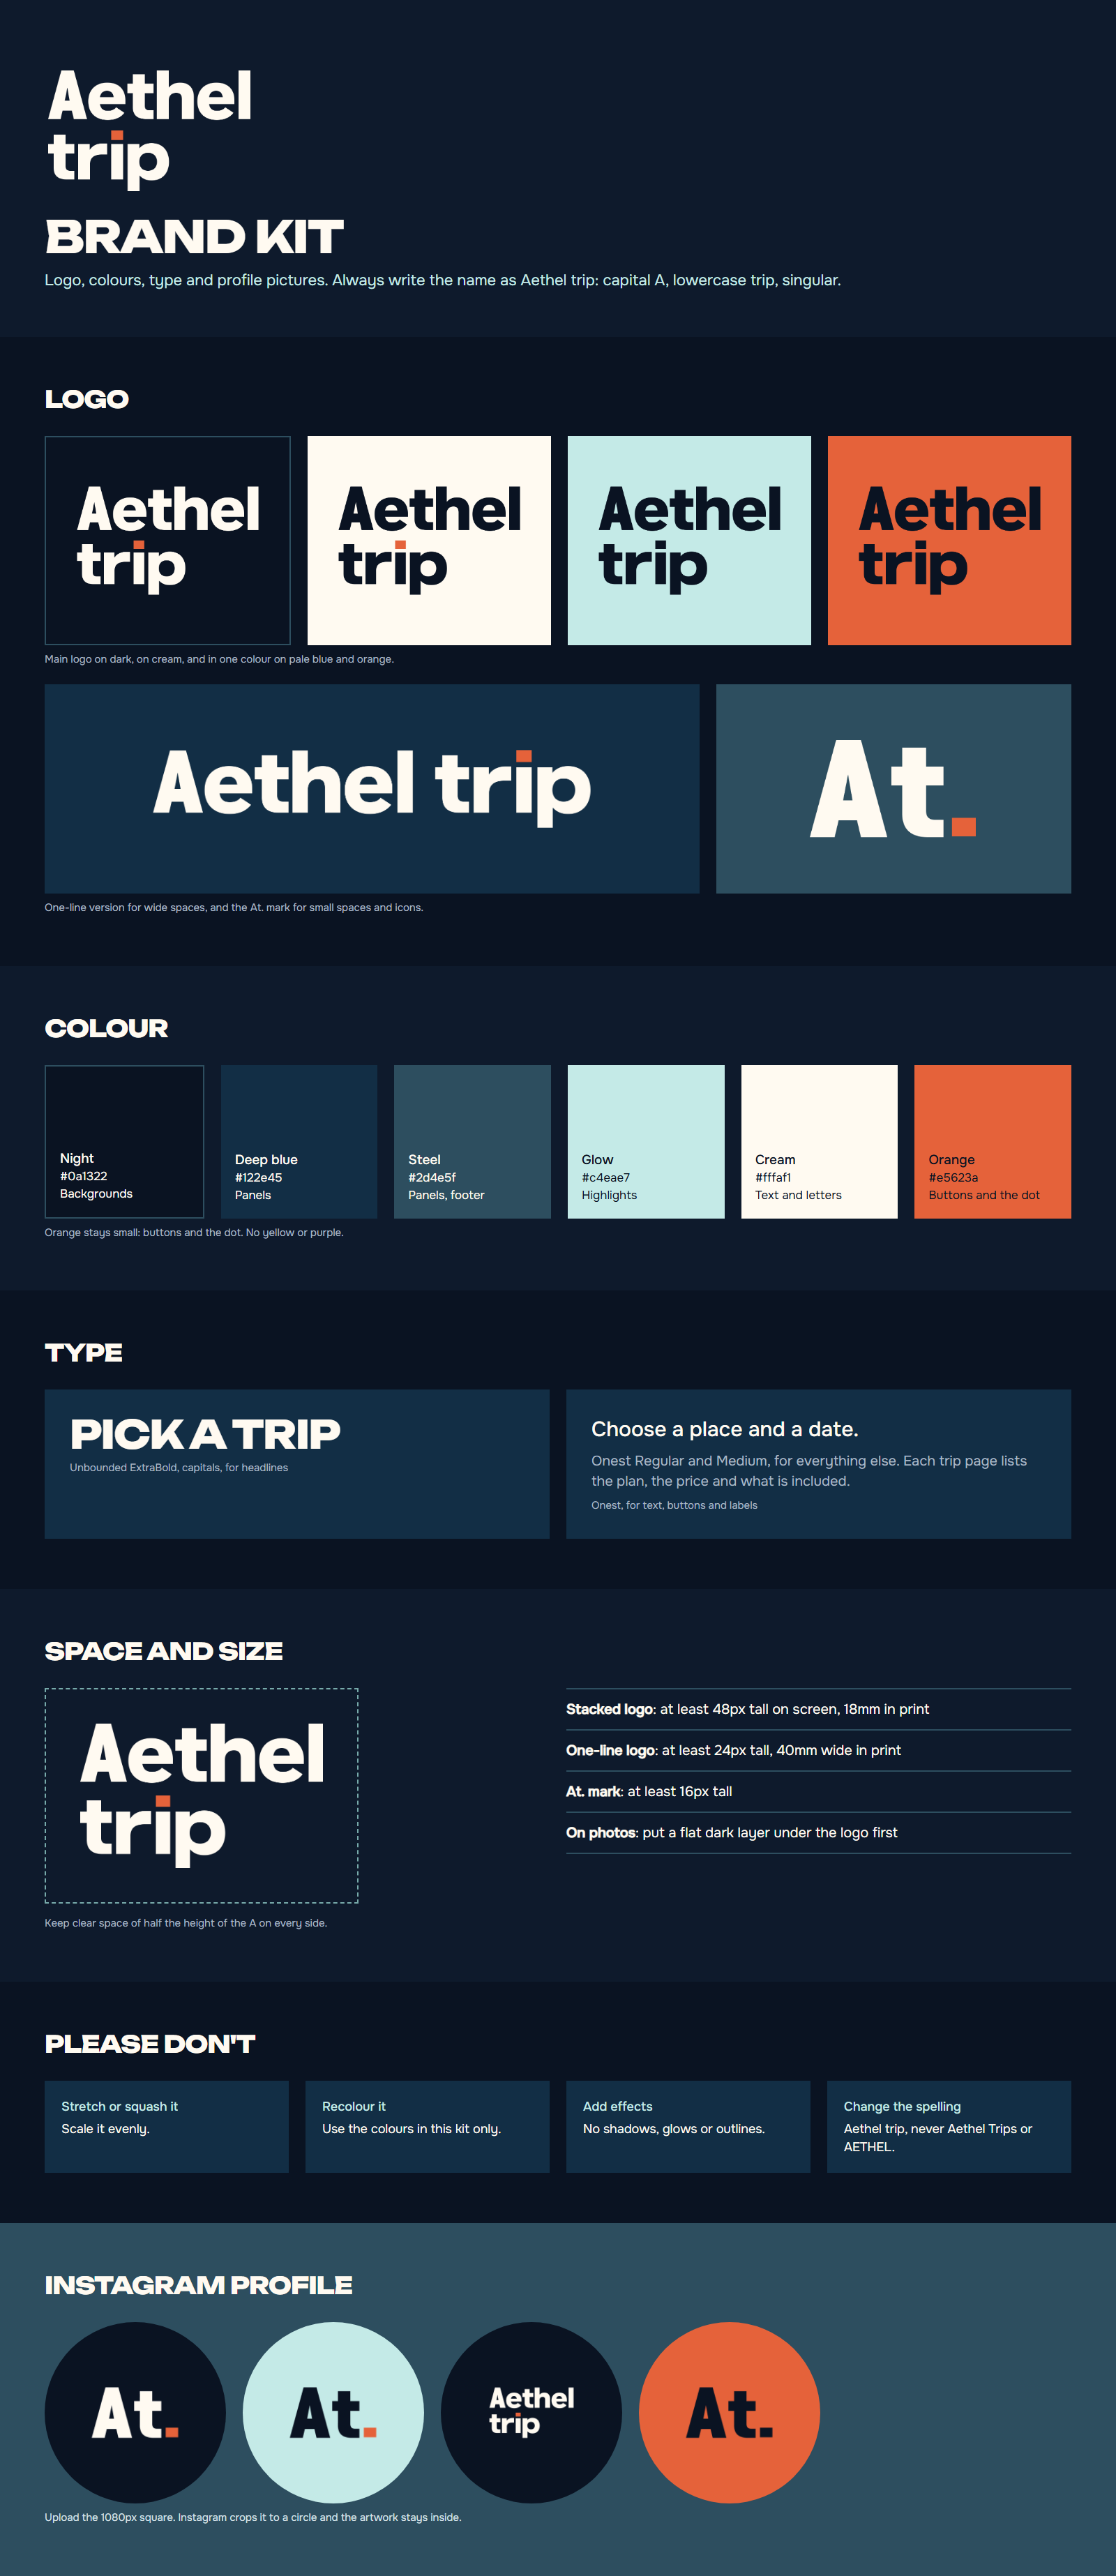 Aethel
trip
BRAND KIT
Logo, colours, type and profile pictures. Always write the name as Aethel trip: capital A, lowercase trip, singular.
LOGO
Aethel
trip
Aethel
trip
Aethel
trip
Aethel
trip
Main logo on dark, on cream, and in one colour on pale blue and orange.
Aethel trip
At.
One-line version for wide spaces, and the At. mark for small spaces and icons.
COLOUR
Night
#0a1322
Backgrounds
Deep blue
#122e45
Panels
Steel
#2d4e5f
Panels, footer
Glow
#c4eae7
Highlights
Cream
#fffaf1
Text and letters
Orange
#e5623a
Buttons and the dot
Orange stays small: buttons and the dot. No yellow or purple.
TYPE
PICK A TRIP
Unbounded ExtraBold, capitals, for headlines
Choose a place and a date.
Onest Regular and Medium, for everything else. Each trip page lists
the plan, the price and what is included.
Onest, for text, buttons and labels
SPACE AND SIZE
Aethel
trip
Keep clear space of half the height of the A on every side.
Stacked logo: at least 48px tall on screen, 18mm in print
One-line logo: at least 24px tall, 40mm wide in print
At. mark: at least 16px tall
On photos: put a flat dark layer under the logo first
PLEASE DON'T
Stretch or squash it
Scale it evenly.
Recolour it
Use the colours in this kit only.
Add effects
No shadows, glows or outlines.
Change the spelling
Aethel trip, never Aethel Trips or
AETHEL.
INSTAGRAM PROFILE
At.
At.
Aethel
trip
At.
Upload the 1080px square. Instagram crops it to a circle and the artwork stays inside.